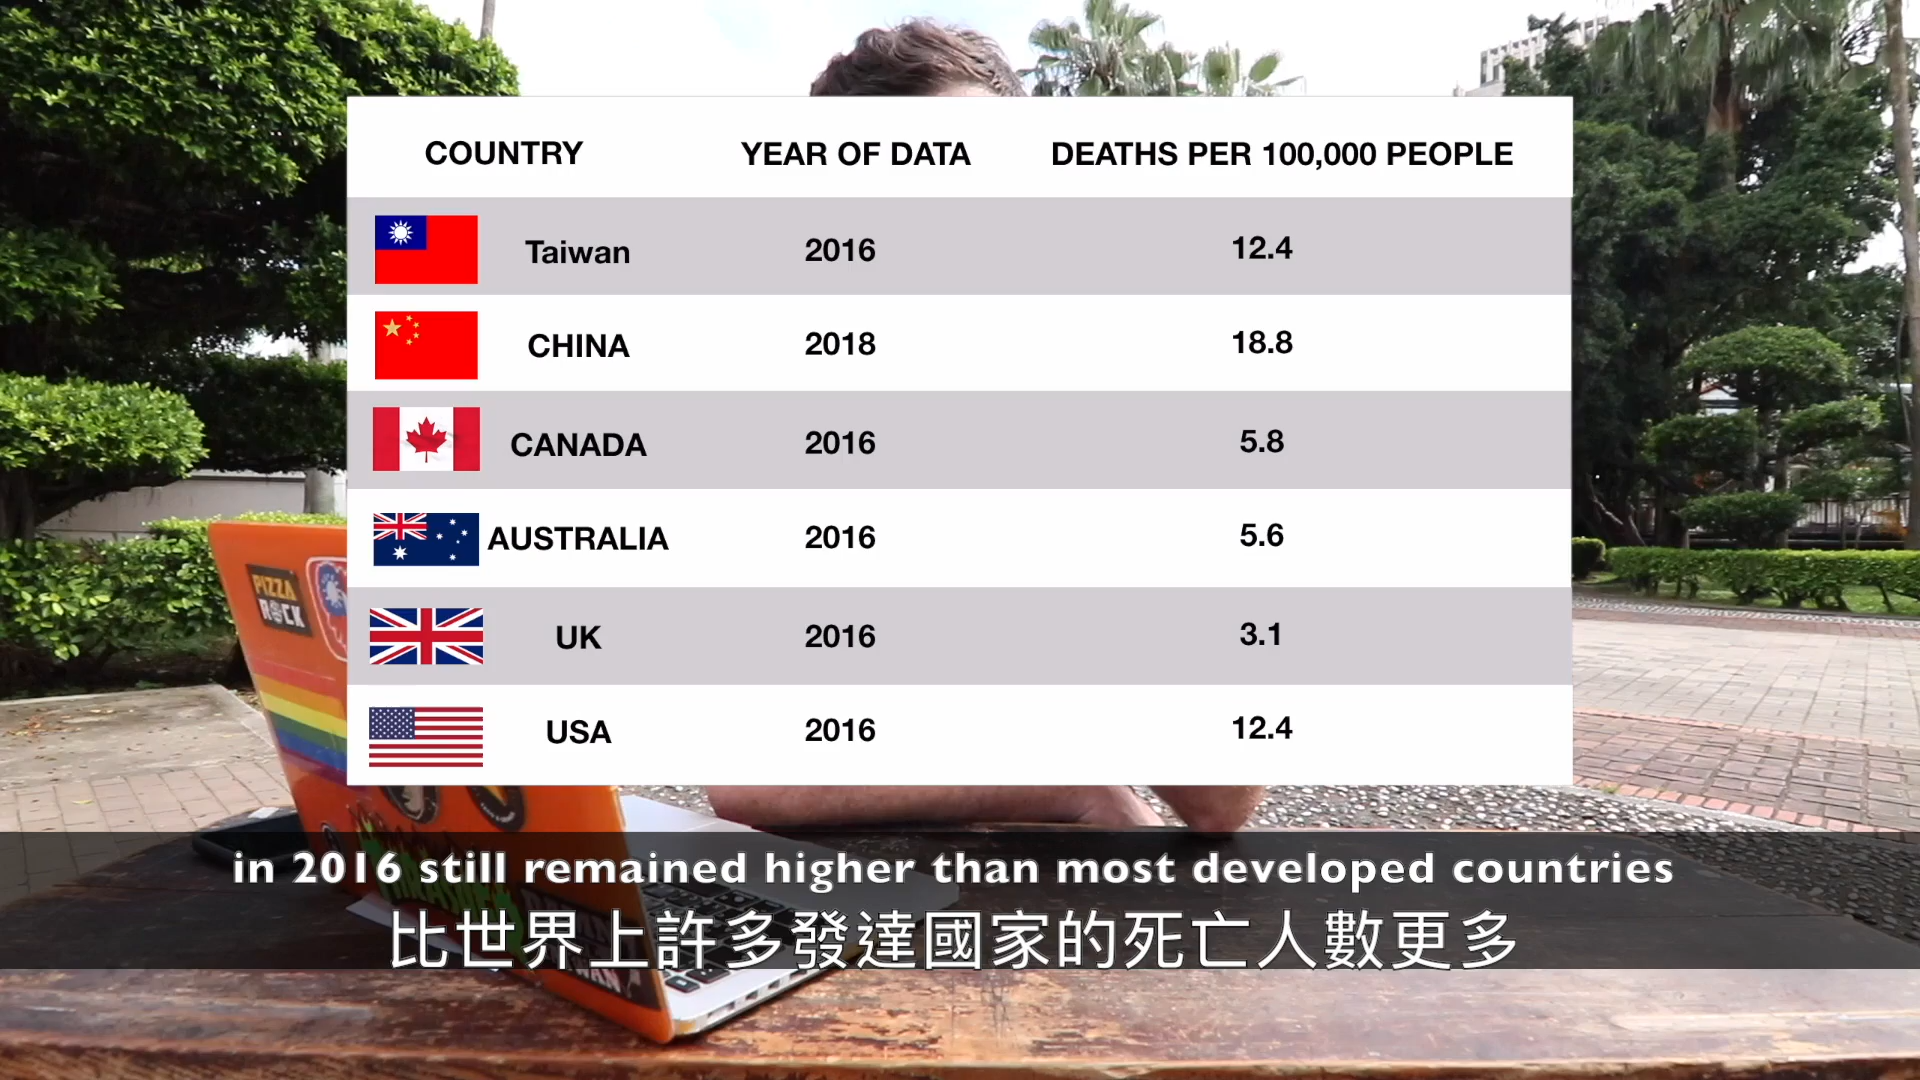 COUNTRY YEAR OF DATA DEATHS PER 100,000 PEOPLE
Taiwan 2016 12.4
CHINA 2018 18.8
CANADA 2016 5.8
AUSTRALIA 2016 5.6
UK 2016 3.1
USA 2016 12.4
PIZZA
ROCK
in 2016 still remained higher than most developed countries
比世界上許多發達國家的死亡人數更多